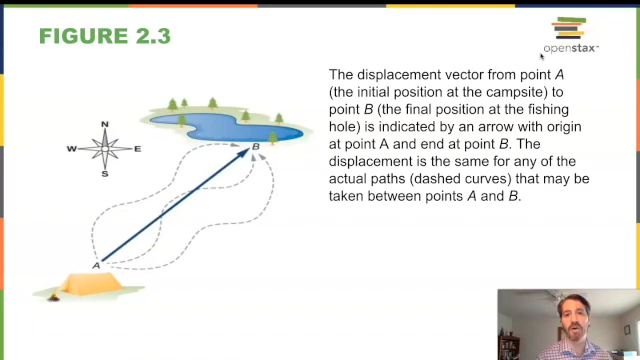 FIGURE 2.3
openstax™
The displacement vector from point A
(the initial position at the campsite) to
point B (the final position at the fishing
hole) is indicated by an arrow with origin
at point A and end at point B. The
displacement is the same for any of the
actual paths (dashed curves) that may be
taken between points A and B.
N
W E
S
B
A